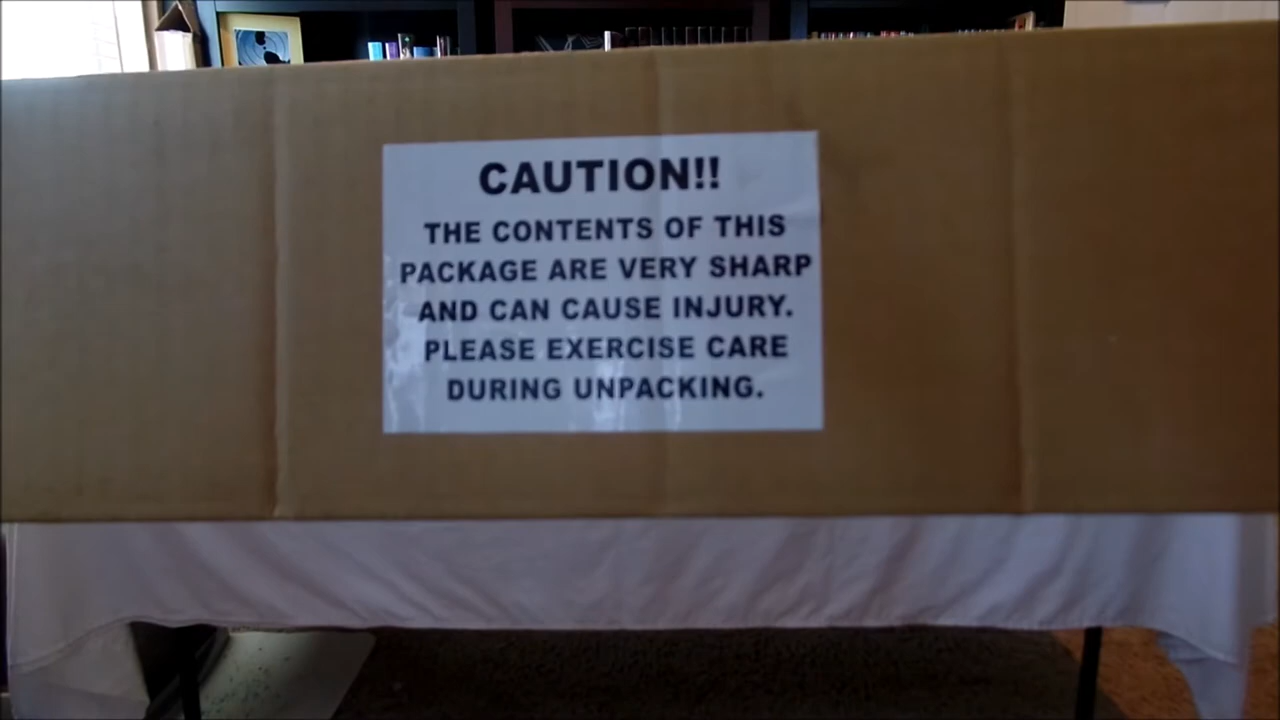 CAUTION!!
THE CONTENTS OF THIS
PACKAGE ARE VERY SHARP
AND CAN CAUSE INJURY.
PLEASE EXERCISE CARE
DURING UNPACKING.